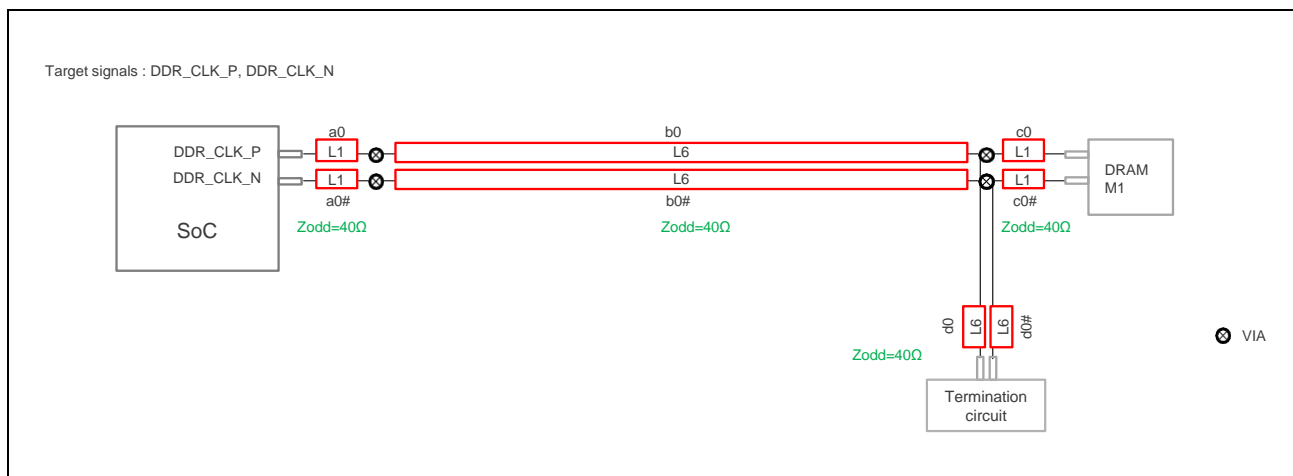 Target signals : DDR_CLK_P, DDR_CLK_N
a0
b0
c0
DDR_CLK_P
L1
L6
L1
DRAM
M1
DDR_CLK_N
L1
L6
L1
a0#
b0#
c0#
SoC
Zodd=40Ω
Zodd=40Ω
Zodd=40Ω
d0
L6
L6
d0#
VIA
Zodd=40Ω
Termination
circuit